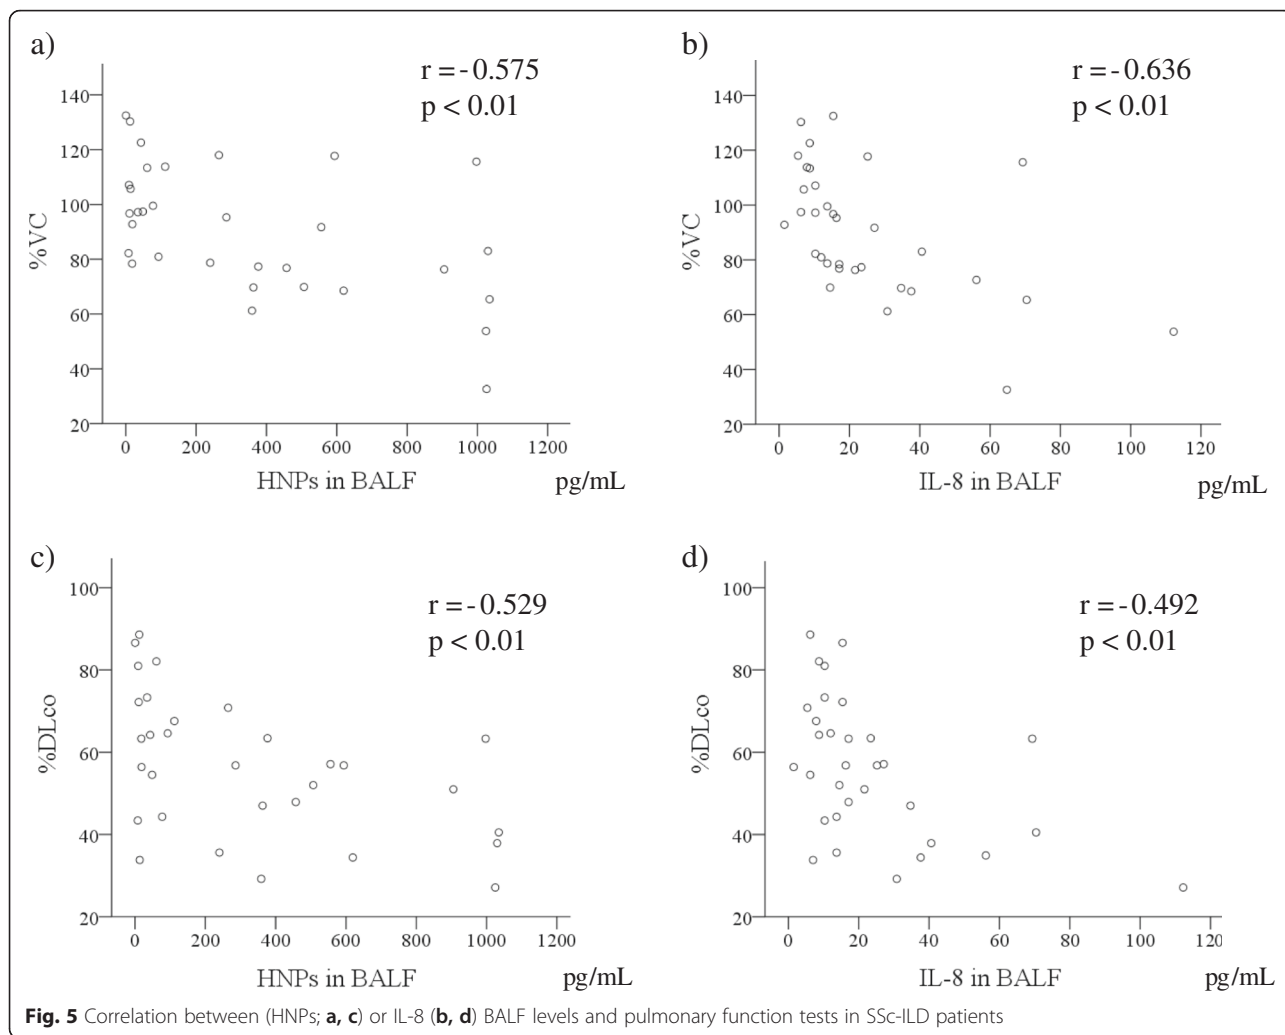 a)
r = -0.575
p < 0.01
140
120
100
80
60
40
20
%VC
0 200 400 600 800 1000 1200
HNPs in BALF pg/mL
b)
r = -0.636
p < 0.01
140
120
100
80
60
40
20
%VC
0 20 40 60 80 100 120
IL-8 in BALF pg/mL
c)
r = -0.529
p < 0.01
100
80
60
40
20
%DLco
0 200 400 600 800 1000 1200
HNPs in BALF pg/mL
d)
r = -0.492
p < 0.01
100
80
60
40
20
%DLco
0 20 40 60 80 100 120
IL-8 in BALF pg/mL
Fig. 5 Correlation between (HNPs; a, c) or IL-8 (b, d) BALF levels and pulmonary function tests in SSc-ILD patients